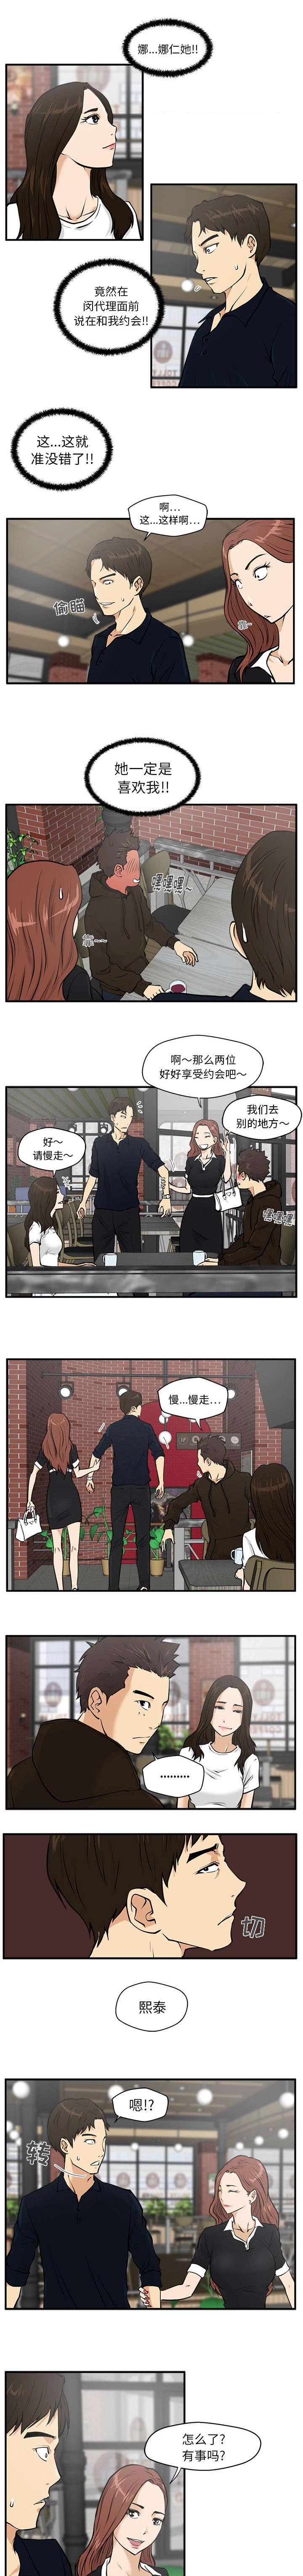 娜...娜仁她!!
竟然在
闵代理面前
说在和我约会!!
这...这就
准没错了!!
啊...
这...这样啊...
偷瞄
她一定是
喜欢我!!
嘿嘿嘿~
啊～那么两位
好好享受约会吧～
我们去
别的地方～
好～
请慢走～
嘿嘿嘿
慢...慢走...
.........
切
熙泰
嗯!?
转
怎么了?
有事吗?